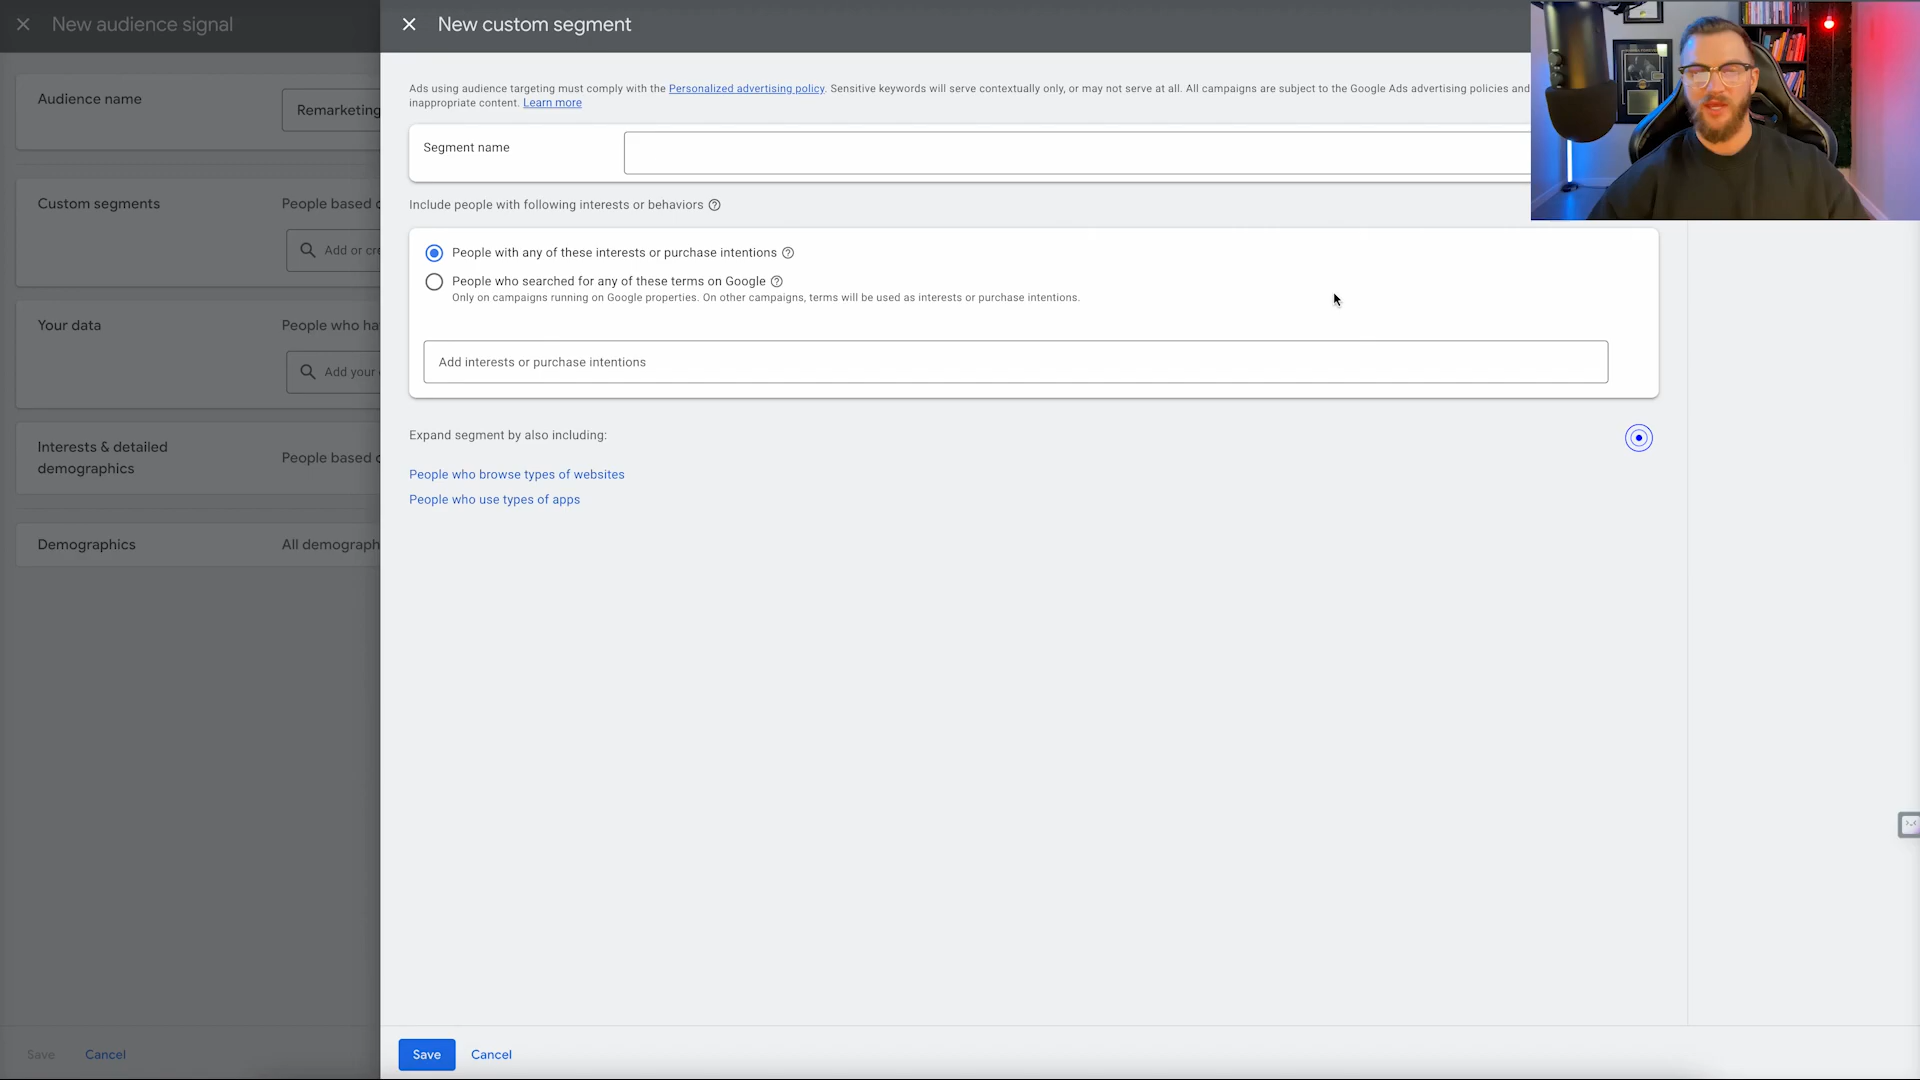 New audience signal
New custom segment
Ads using audience targeting must comply with the Personalized advertising policy. Sensitive keywords will serve contextually only, or may not serve at all. All campaigns are subject to the Google Ads advertising policies and
inappropriate content. Learn more
Audience name
Remarketing
Segment name
Include people with following interests or behaviors
Custom segments
People based
Add or cre
People with any of these interests or purchase intentions
People who searched for any of these terms on Google
Only on campaigns running on Google properties. On other campaigns, terms will be used as interests or purchase intentions.
Your data
People who ha
Add your
Add interests or purchase intentions
Interests & detailed
demographics
People based
Expand segment by also including:
People who browse types of websites
People who use types of apps
Demographics
All demograph
Save
Cancel
Save
Cancel